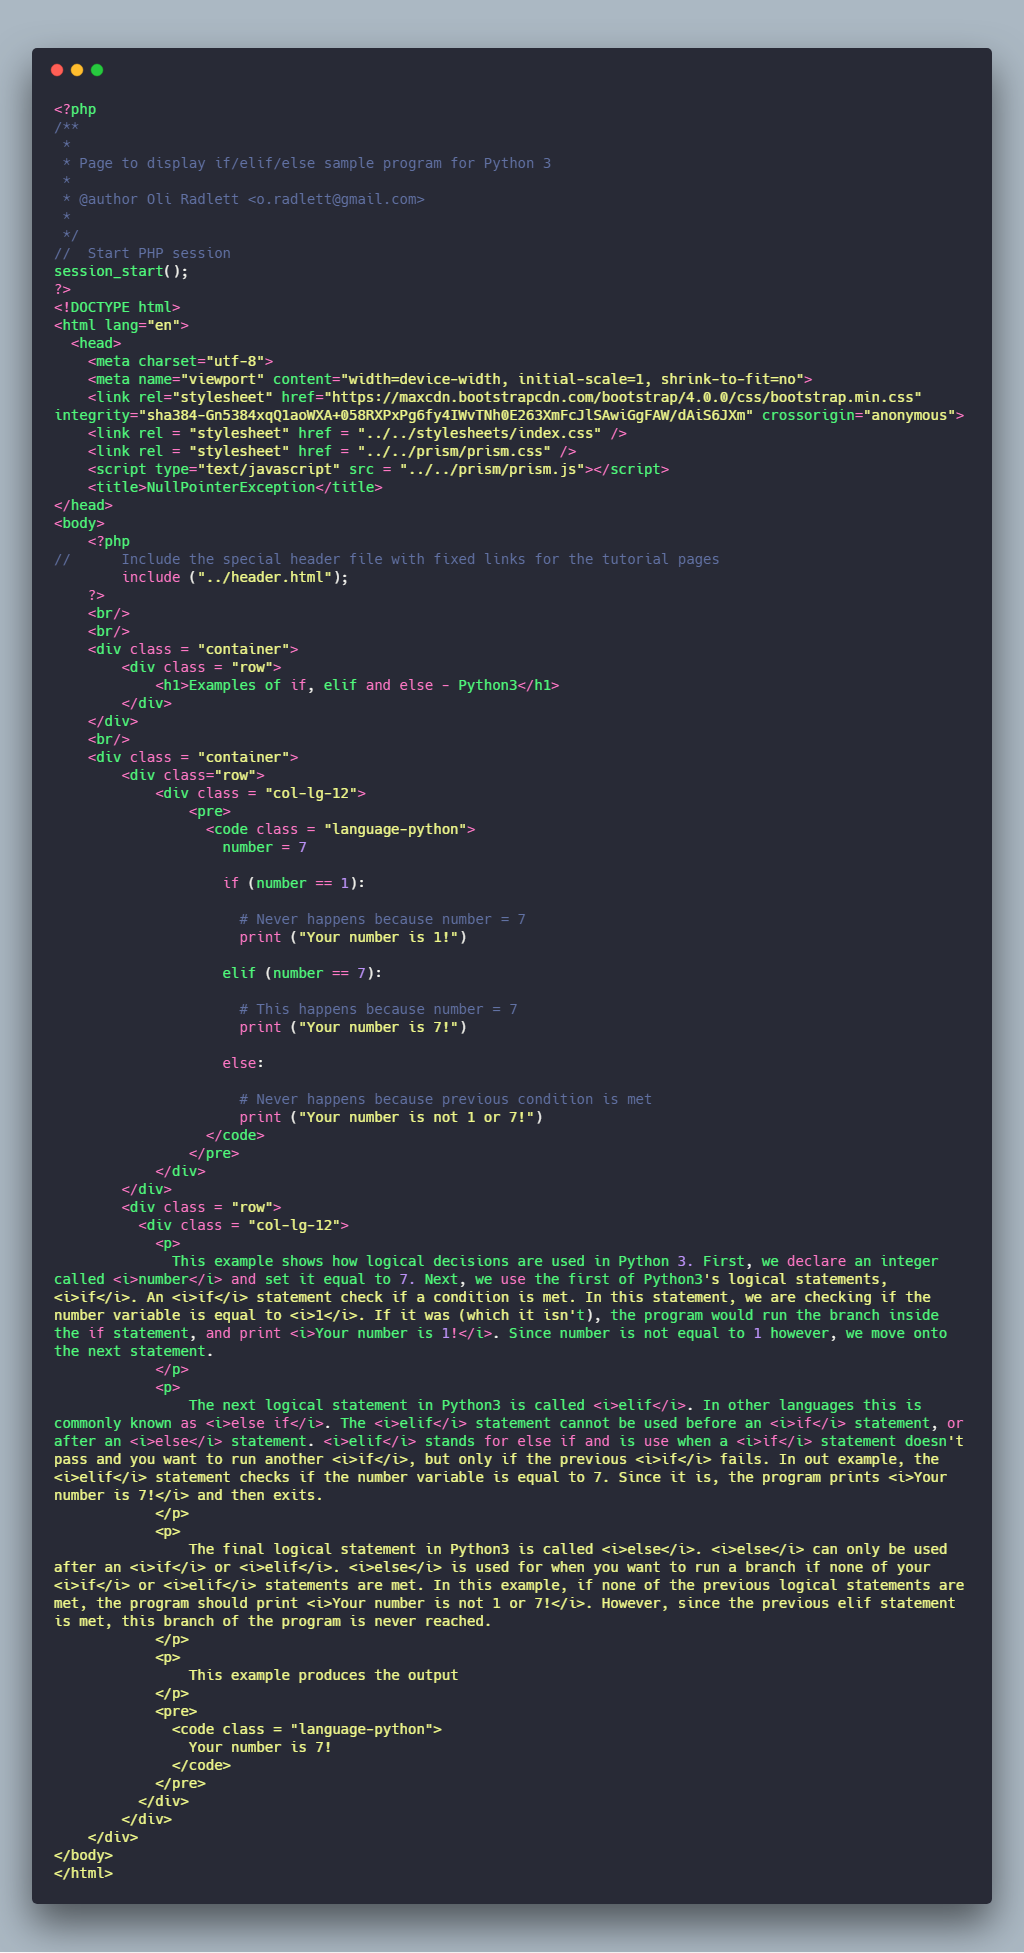 <?php
/**
 *
 * Page to display if/elif/else sample program for Python 3
 *
 * @author Oli Radlett <o.radlett@gmail.com>
 *
 */
//  Start PHP session
session_start();
?>
<!DOCTYPE html>
<html lang="en">
  <head>
    <meta charset="utf-8">
    <meta name="viewport" content="width=device-width, initial-scale=1, shrink-to-fit=no">
    <link rel="stylesheet" href="https://maxcdn.bootstrapcdn.com/bootstrap/4.0.0/css/bootstrap.min.css"
integrity="sha384-Gn5384xqQ1aoWXA+058RXPxPg6fy4IWvTNh0E263XmFcJlSAwiGgFAW/dAiS6JXm" crossorigin="anonymous">
    <link rel = "stylesheet" href = "../../stylesheets/index.css" />
    <link rel = "stylesheet" href = "../../prism/prism.css" />
    <script type="text/javascript" src = "../../prism/prism.js"></script>
    <title>NullPointerException</title>
</head>
<body>
    <?php
//      Include the special header file with fixed links for the tutorial pages
        include ("../header.html");
    ?>
    <br/>
    <br/>
    <div class = "container">
        <div class = "row">
            <h1>Examples of if, elif and else - Python3</h1>
        </div>
    </div>
    <br/>
    <div class = "container">
        <div class="row">
            <div class = "col-lg-12">
                <pre>
                  <code class = "language-python">
                    number = 7

                    if (number == 1):

                      # Never happens because number = 7
                      print ("Your number is 1!")

                    elif (number == 7):

                      # This happens because number = 7
                      print ("Your number is 7!")

                    else:

                      # Never happens because previous condition is met
                      print ("Your number is not 1 or 7!")
                  </code>
                </pre>
            </div>
        </div>
        <div class = "row">
          <div class = "col-lg-12">
            <p>
              This example shows how logical decisions are used in Python 3. First, we declare an integer
called <i>number</i> and set it equal to 7. Next, we use the first of Python3's logical statements,
<i>if</i>. An <i>if</i> statement check if a condition is met. In this statement, we are checking if the
number variable is equal to <i>1</i>. If it was (which it isn't), the program would run the branch inside
the if statement, and print <i>Your number is 1!</i>. Since number is not equal to 1 however, we move onto
the next statement.
            </p>
            <p>
                The next logical statement in Python3 is called <i>elif</i>. In other languages this is
commonly known as <i>else if</i>. The <i>elif</i> statement cannot be used before an <i>if</i> statement, or
after an <i>else</i> statement. <i>elif</i> stands for else if and is use when a <i>if</i> statement doesn't
pass and you want to run another <i>if</i>, but only if the previous <i>if</i> fails. In out example, the
<i>elif</i> statement checks if the number variable is equal to 7. Since it is, the program prints <i>Your
number is 7!</i> and then exits.
            </p>
            <p>
                The final logical statement in Python3 is called <i>else</i>. <i>else</i> can only be used
after an <i>if</i> or <i>elif</i>. <i>else</i> is used for when you want to run a branch if none of your
<i>if</i> or <i>elif</i> statements are met. In this example, if none of the previous logical statements are
met, the program should print <i>Your number is not 1 or 7!</i>. However, since the previous elif statement
is met, this branch of the program is never reached.
            </p>
            <p>
                This example produces the output
            </p>
            <pre>
              <code class = "language-python">
                Your number is 7!
              </code>
            </pre>
          </div>
        </div>
    </div>
</body>
</html>